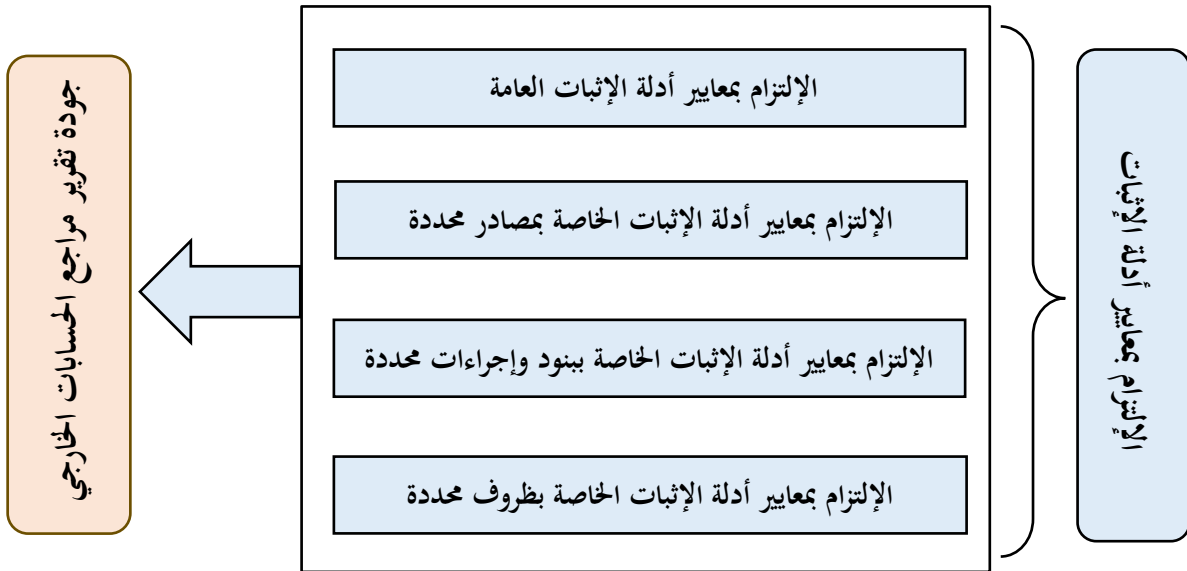 الإلتزام بمعايير أدلة الإثبات
الإلتزام بمعايير أدلة الإثبات العامة
الإلتزام بمعايير أدلة الإثبات الخاصة بمصادر محددة
الإلتزام بمعايير أدلة الإثبات الخاصة ببنود وإجراءات محددة
الإلتزام بمعايير أدلة الإثبات الخاصة بظروف محددة
جودة تقرير مراجع الحسابات الخارجي